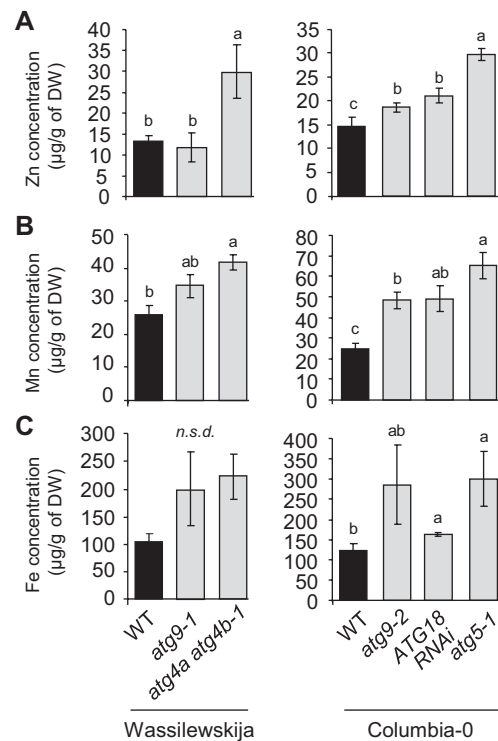 A
Zn concentration
(µg/g of DW)
40
35
30
25
20
15
10
5
0
b
b
a
35
30
25
20
15
10
5
0
c
b
b
a
B
Mn concentration
(µg/g of DW)
50
40
30
20
10
0
b
ab
a
80
70
60
50
40
30
20
10
0
c
b
ab
a
C
Fe concentration
(µg/g of DW)
300
250
200
150
100
50
0
n.s.d.
400
350
300
250
200
150
100
50
0
b
ab
a
a
WT
atg9-1
atg4a atg4b-1
WT
atg9-2
ATG18
RNAi
atg5-1
Wassilewskija
Columbia-0